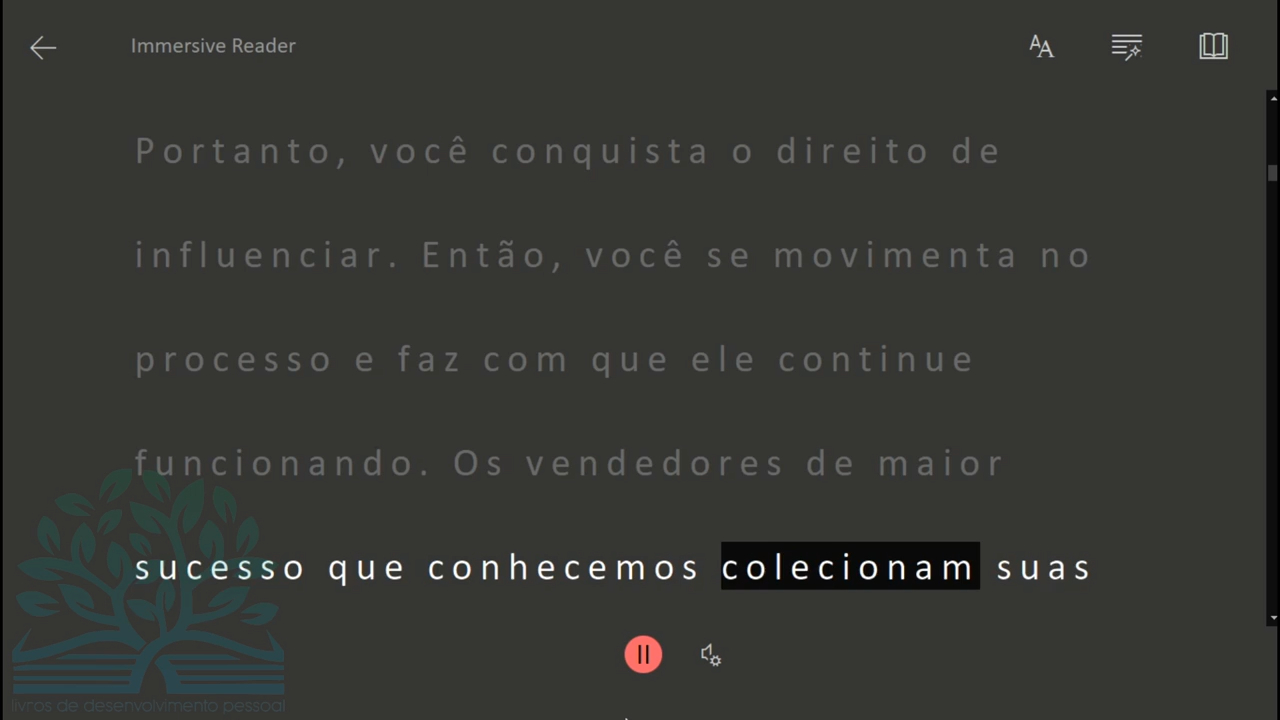 Immersive Reader
Portanto, você conquista o direito de
influenciar. Então, você se movimenta no
processo e faz com que ele continue
funcionando. Os vendedores de maior
sucesso que conhecemos colecionam suas
livros de desenvolvimento pessoal